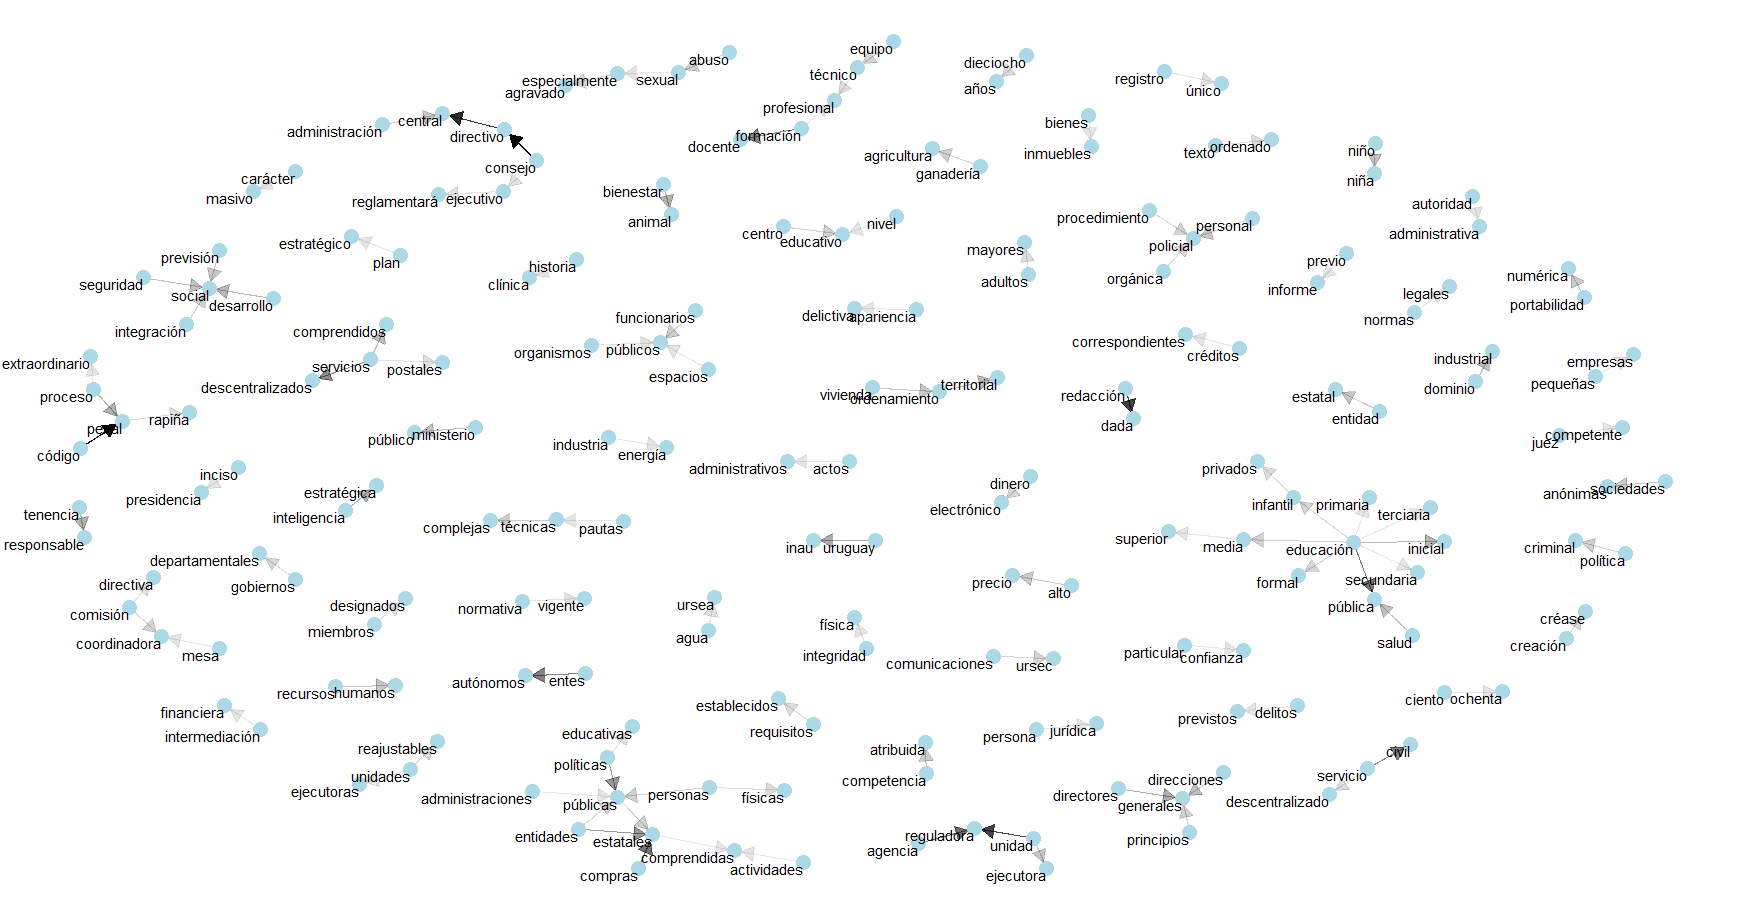 abuso
equipo
especialmente
sexual
agravado
técnico
dieciocho
años
registro
único
profesional
central
administración
directivo
formación
docente
bienes
inmuebles
texto
ordenado
niño
niña
agricultura
ganadería
consejo
carácter
masivo
reglamentará
ejecutivo
bienestar
animal
autoridad
administrativa
procedimiento
personal
policial
orgánica
centro
nivel
educativo
estratégico
plan
previsión
seguridad
social
desarrollo
integración
historia
clínica
mayores
adultos
previo
informe
numérica
portabilidad
legales
normas
delictiva
apariencia
funcionarios
organismos
públicos
espacios
comprendidos
servicios
postales
descentralizados
correspondientes
créditos
industrial
dominio
empresas
pequeñas
extraordinario
proceso
penal
rapiña
código
territorial
vivienda
ordenamiento
redacción
dada
estatal
entidad
público
ministerio
industria
energía
juez
competente
administrativos
actos
inciso
presidencia
estratégica
inteligencia
dinero
electrónico
privados
infantil
primaria
terciaria
anónimas
sociedades
tenencia
responsable
complejas
técnicas
pautas
inau
uruguay
superior
media
educación
inicial
formal
secundaria
pública
salud
criminal
política
departamentales
gobiernos
directiva
comisión
coordinadora
mesa
precio
alto
designados
miembros
normativa
vigente
ursea
agua
física
integridad
créase
creación
comunicaciones
ursec
particular
confianza
autónomos
entes
recursos
humanos
ciento
ochenta
financiera
intermediación
establecidos
requisitos
previstos
delitos
persona
jurídica
educativas
políticas
reajustables
unidades
ejecutoras
atribuida
competencia
civil
servicio
descentralizado
administraciones
públicas
personas
físicas
direcciones
directores
generales
principios
entidades
estatales
comprendidas
actividades
compras
reguladora
agencia
unidad
ejecutora